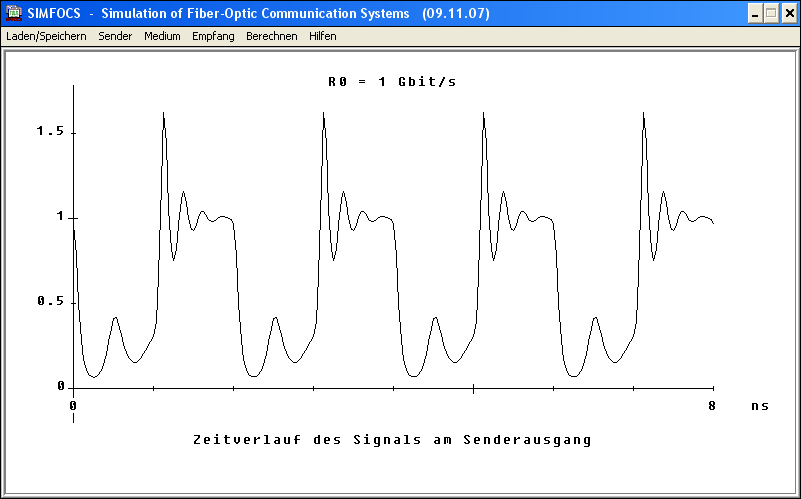 SIMFOCS - Simulation of Fiber-Optic Communication Systems (09.11.07)
Laden/Speichern Sender Medium Empfang Berechnen Hilfen
R0 = 1 Gbit/s
1.5
1
0.5
0
0 8 ns
Zeitverlauf des Signals am Senderausgang